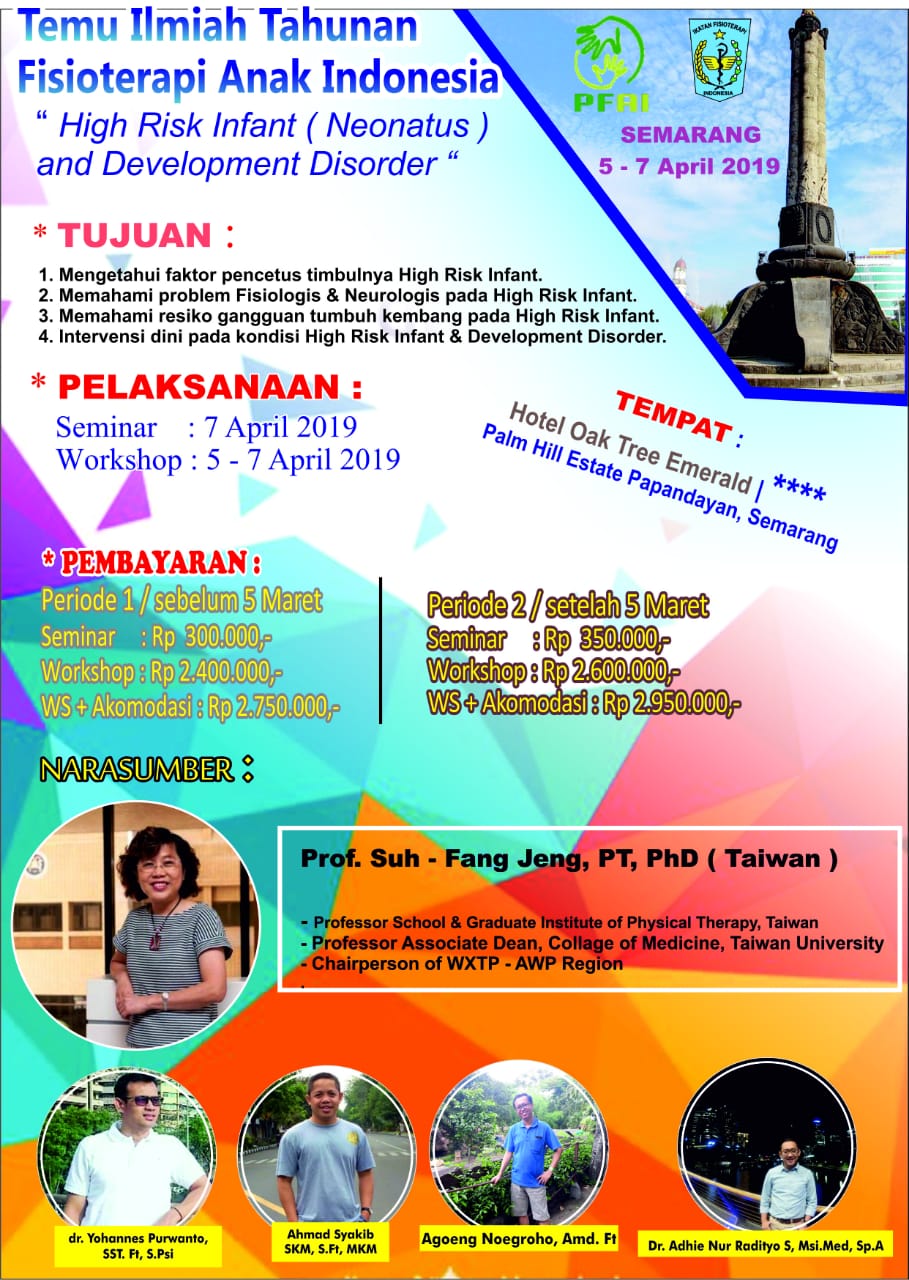 Temu Ilmiah Tahunan
Fisioterapi Anak Indonesia
“ High Risk Infant ( Neonatus )
and Development Disorder “
PFAI
IKATAN FISIOTERAPI
INDONESIA
SEMARANG
5 - 7 April 2019
* TUJUAN :
1. Mengetahui faktor pencetus timbulnya High Risk Infant.
2. Memahami problem Fisiologis & Neurologis pada High Risk Infant.
3. Memahami resiko gangguan tumbuh kembang pada High Risk Infant.
4. Intervensi dini pada kondisi High Risk Infant & Development Disorder.
* PELAKSANAAN :
Seminar : 7 April 2019
Workshop : 5 - 7 April 2019
TEMPAT :
Hotel Oak Tree Emerald | ****
Palm Hill Estate Papandayan, Semarang
* PEMBAYARAN :
Periode 1 / sebelum 5 Maret
Seminar : Rp 300.000,-
Workshop : Rp 2.400.000,-
WS + Akomodasi : Rp 2.750.000,-
Periode 2 / setelah 5 Maret
Seminar : Rp 350.000,-
Workshop : Rp 2.600.000,-
WS + Akomodasi : Rp 2.950.000,-
NARASUMBER :
Prof. Suh - Fang Jeng, PT, PhD ( Taiwan )
- Professor School & Graduate Institute of Physical Therapy, Taiwan
- Professor Associate Dean, Collage of Medicine, Taiwan University
- Chairperson of WXTP - AWP Region
.
dr. Yohannes Purwanto,
SST. Ft, S.Psi
Ahmad Syakib
SKM, S.Ft, MKM
Agoeng Noegroho, Amd. Ft
Dr. Adhie Nur Radityo S, Msi.Med, Sp.A